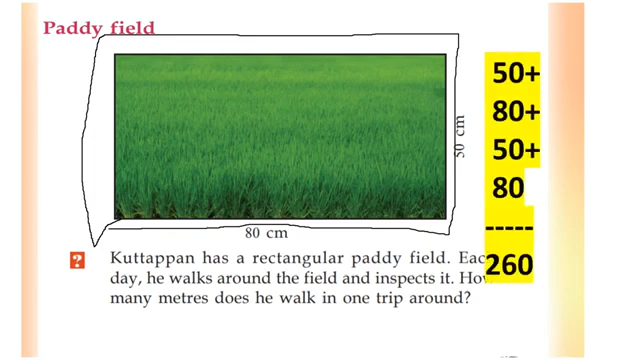 Paddy field
50+
80+
50+
80
-----
260
50 cm
80 cm
? Kuttappan has a rectangular paddy field. Eac
day, he walks around the field and inspects it. How
many metres does he walk in one trip around?